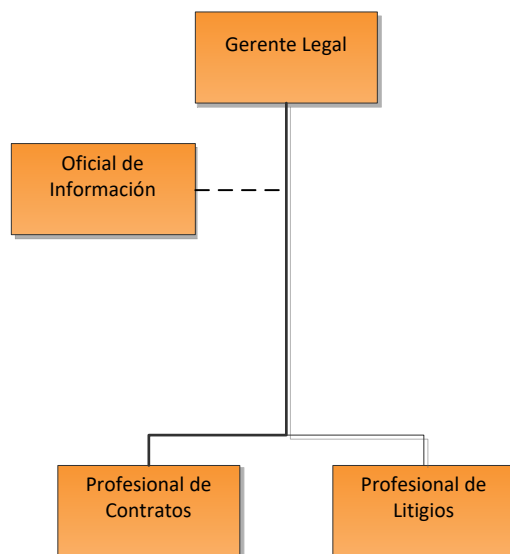 Gerente Legal
Oficial de
Información
Profesional de
Contratos
Profesional de
Litigios